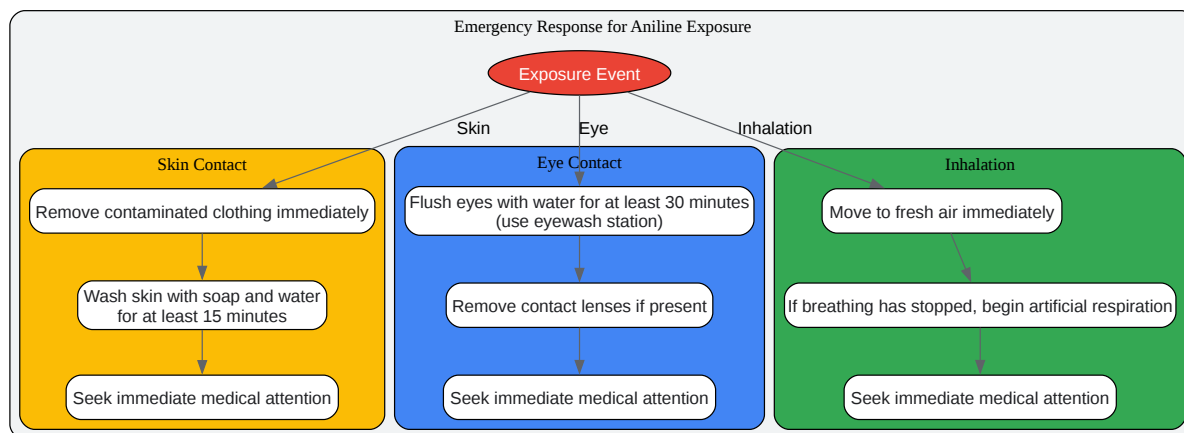 Emergency Response for Aniline Exposure
Exposure Event
Skin
Eye
Inhalation
Skin Contact
Remove contaminated clothing immediately
Wash skin with soap and water
for at least 15 minutes
Seek immediate medical attention
Eye Contact
Flush eyes with water for at least 30 minutes
(use eyewash station)
Remove contact lenses if present
Seek immediate medical attention
Inhalation
Move to fresh air immediately
If breathing has stopped, begin artificial respiration
Seek immediate medical attention